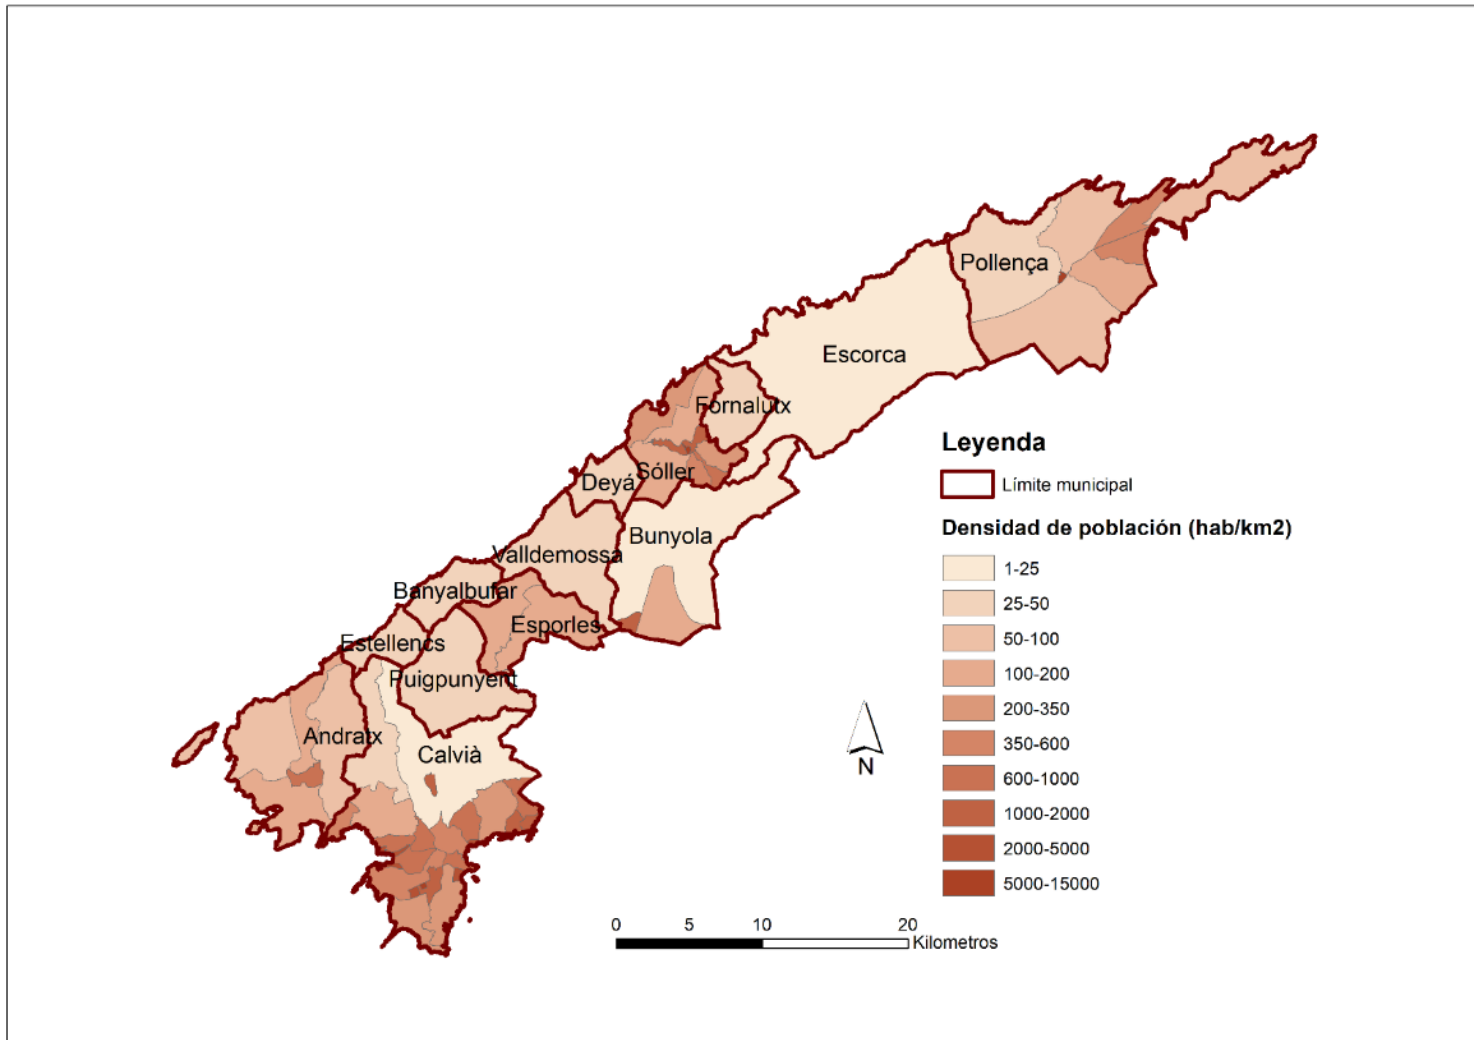 Pollença
Escorca
Fornalutx
Sóller
Deyá
Bunyola
Valldemossa
Banyalbufar
Esporles
Estellencs
Puigpunyent
Andratx
Calvià
Leyenda
Límite municipal
Densidad de población (hab/km2)
1-25
25-50
50-100
100-200
200-350
350-600
600-1000
1000-2000
2000-5000
5000-15000
N
0 5 10 20
Kilometros